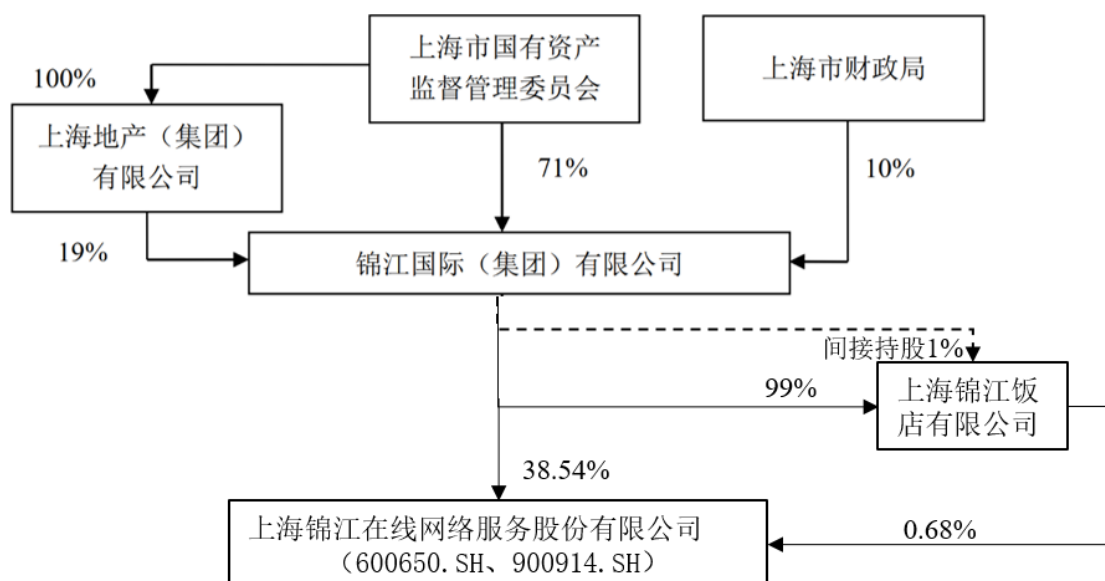 上海市国有资产
监督管理委员会
上海市财政局
100%
上海地产（集团）
有限公司
71%
10%
19%
锦江国际（集团）有限公司
间接持股1%
99%
上海锦江饭
店有限公司
38.54%
上海锦江在线网络服务股份有限公司
（600650.SH、900914.SH）
0.68%